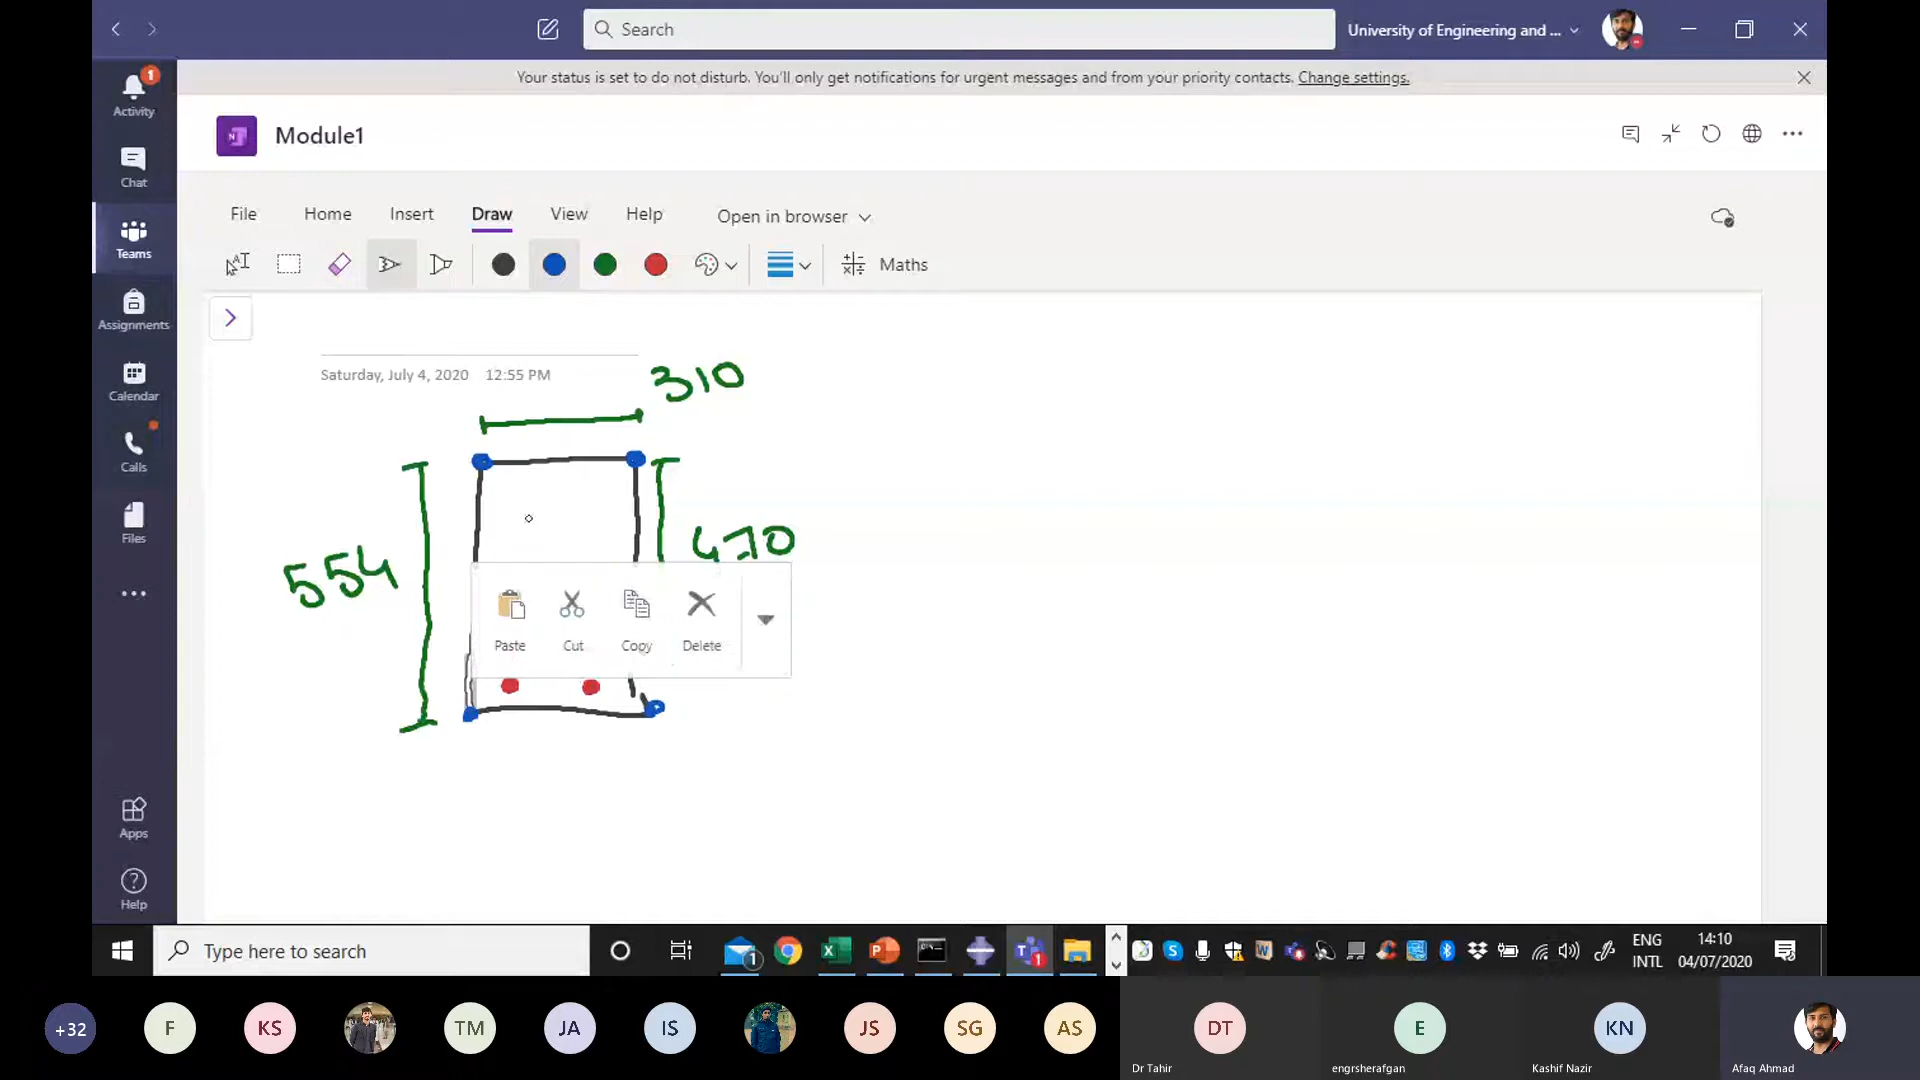 Search
University of Engineering and ...
Your status is set to do not disturb. You'll only get notifications for urgent messages and from your priority contacts. Change settings.
1
Activity
Chat
Teams
Assignments
Calendar
Calls
Files
Apps
Help
N
Module1
File Home Insert Draw View Help Open in browser
Maths
Saturday, July 4, 2020 12:55 PM
310
554
470
Paste Cut Copy Delete
Type here to search
1
1
ENG
INTL
14:10
04/07/2020
+32 F KS TM JA IS JS SG AS DT E KN
Dr Tahir engrsherafgan Kashif Nazir Afaq Ahmad